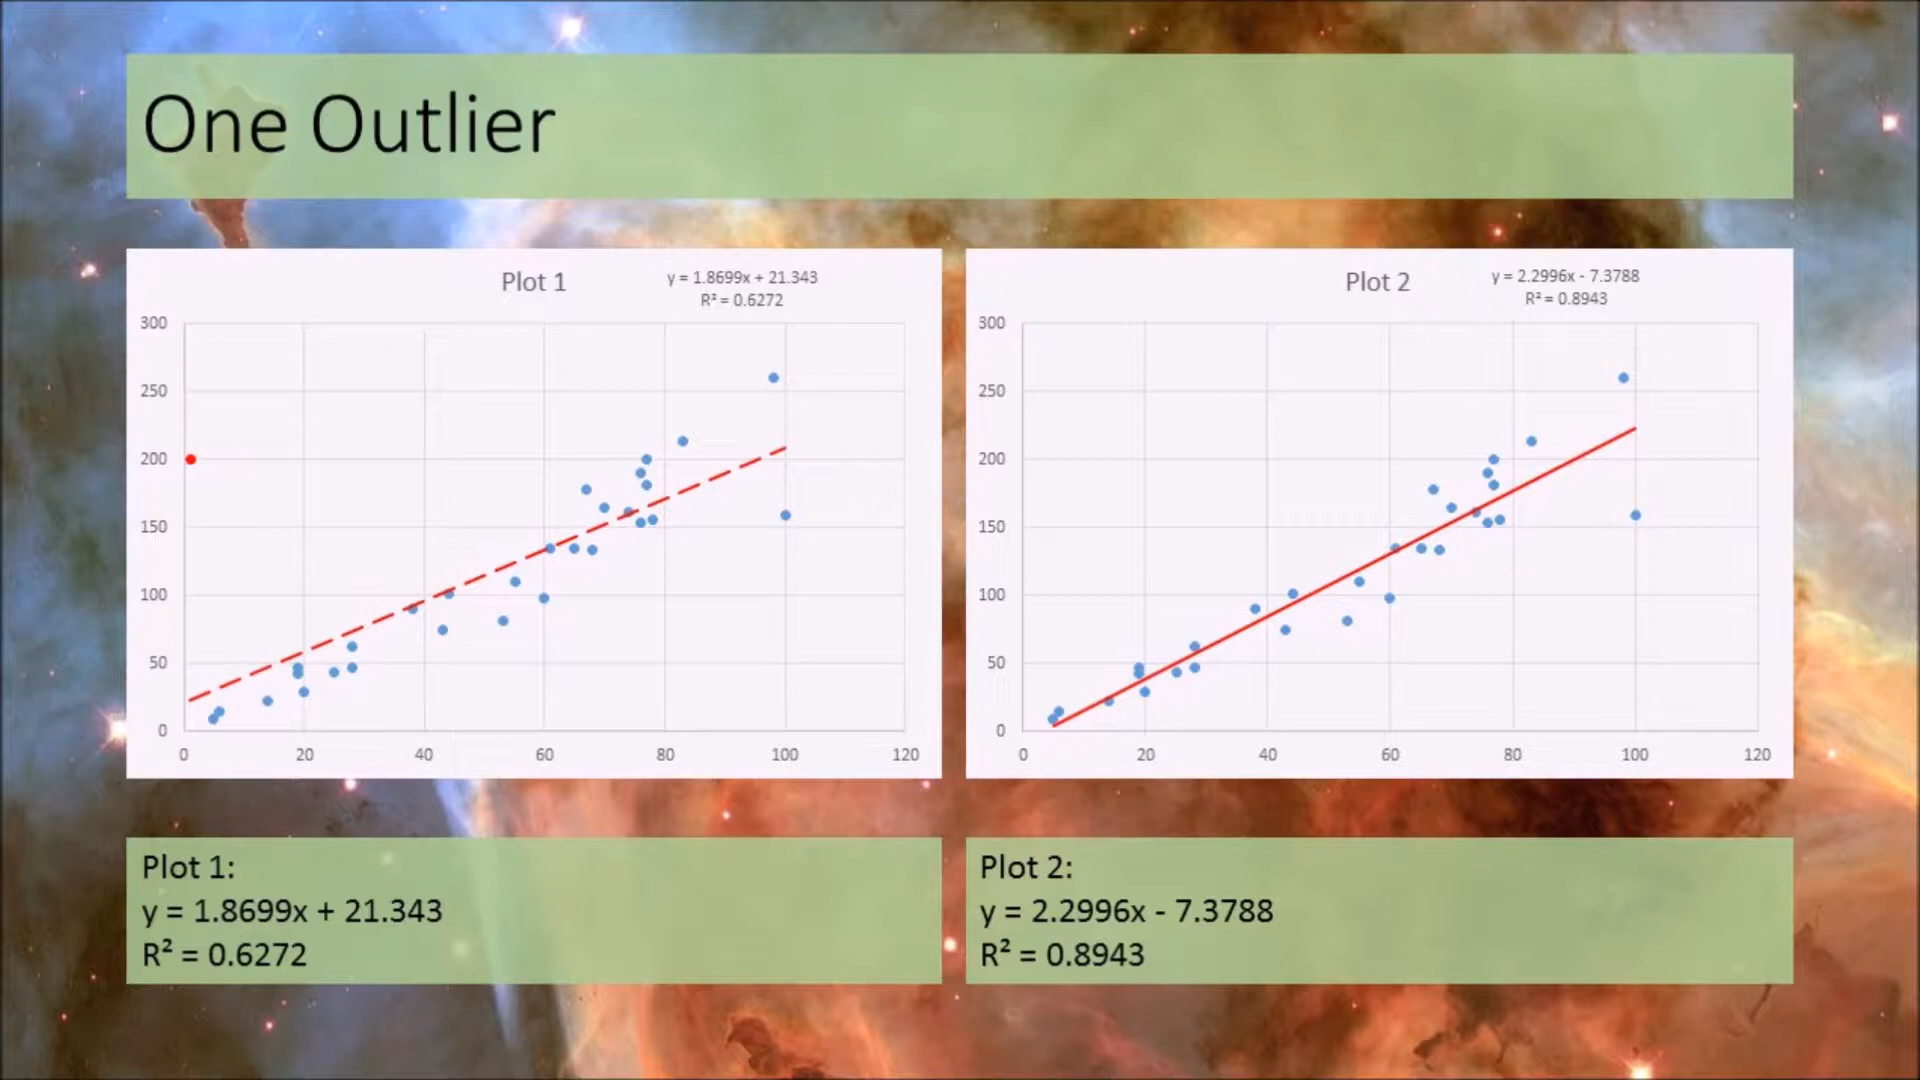 One Outlier
Plot 1
y = 1.8699x + 21.343
R² = 0.6272
300
250
200
150
100
50
0
0 20 40 60 80 100 120
Plot 2
y = 2.2996x - 7.3788
R² = 0.8943
300
250
200
150
100
50
0
0 20 40 60 80 100 120
Plot 1:
y = 1.8699x + 21.343
R² = 0.6272
Plot 2:
y = 2.2996x - 7.3788
R² = 0.8943